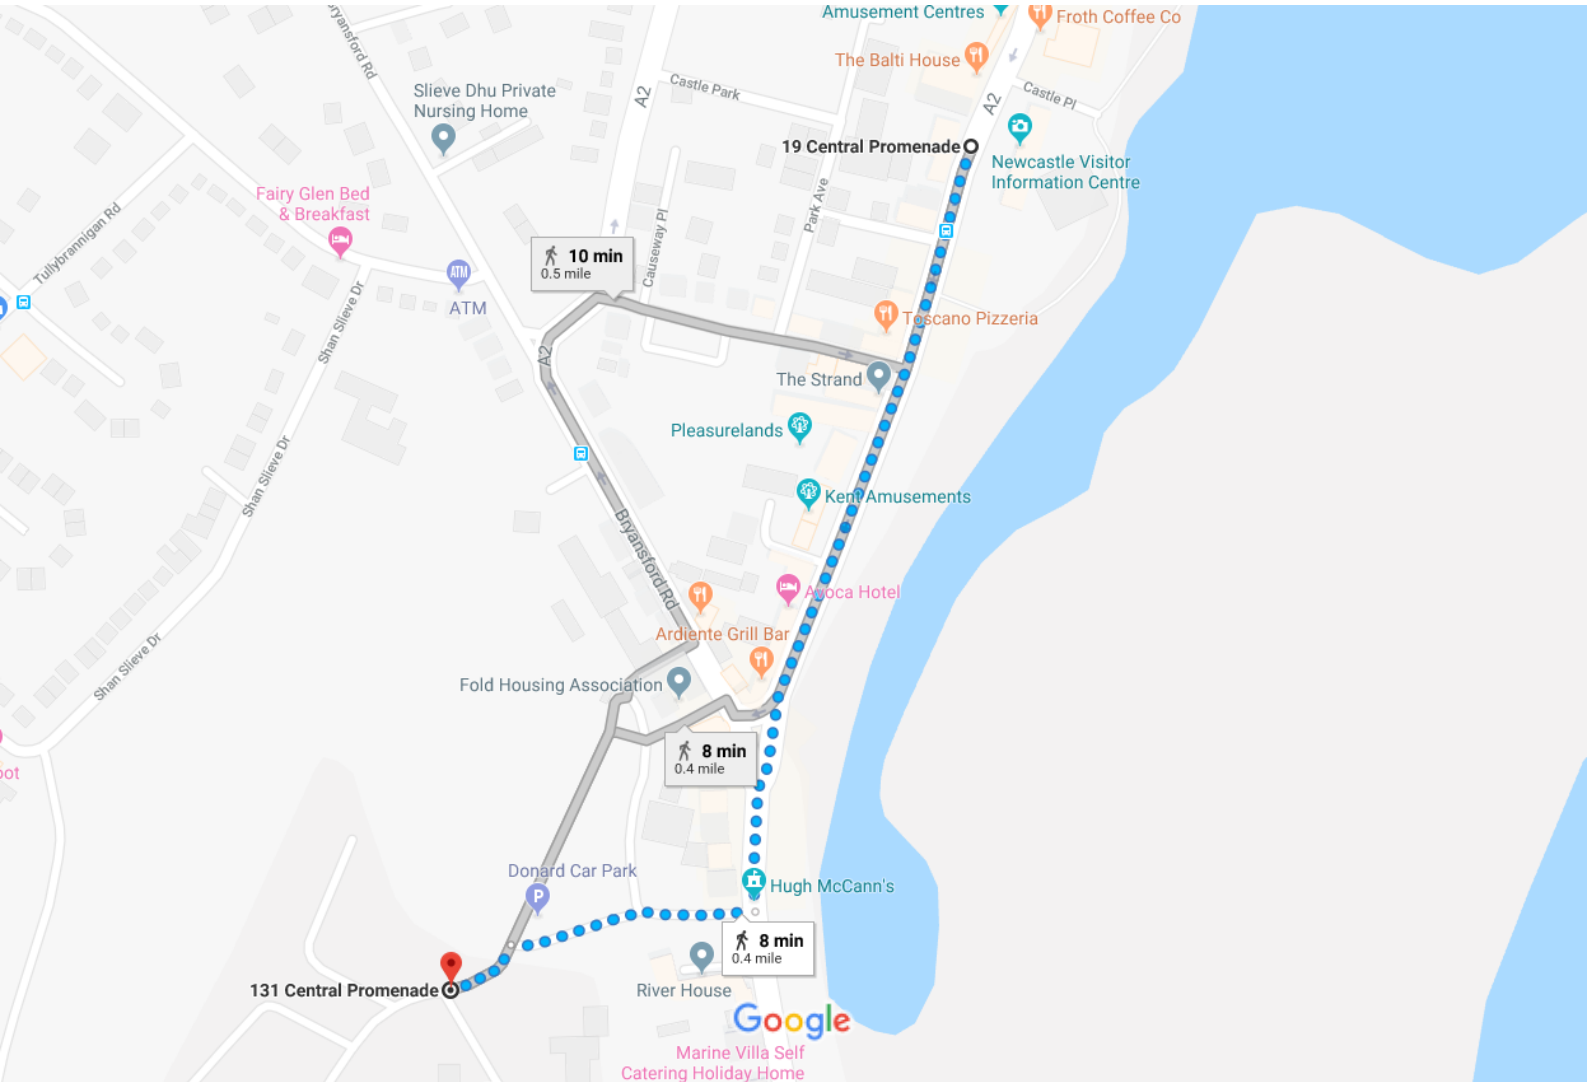 Amusement Centres
Froth Coffee Co
Bryansford Rd
The Balti House
Slieve Dhu Private
Nursing Home
A2
Castle Park
A2
Castle Pl
19 Central Promenade
Newcastle Visitor
Information Centre
Fairy Glen Bed
& Breakfast
Tullybrannigan Rd
Park Ave
Causeway Pl
10 min
0.5 mile
ATM
ATM
Shan Slieve Dr
Toscano Pizzeria
A2
The Strand
Pleasurelands
Shan Slieve Dr
Kent Amusements
Bryansford Rd
Avoca Hotel
Ardiente Grill Bar
Shan Slieve Dr
Fold Housing Association
8 min
0.4 mile
oot
Donard Car Park
P
Hugh McCann's
8 min
0.4 mile
131 Central Promenade
River House
Google
Marine Villa Self
Catering Holiday Home